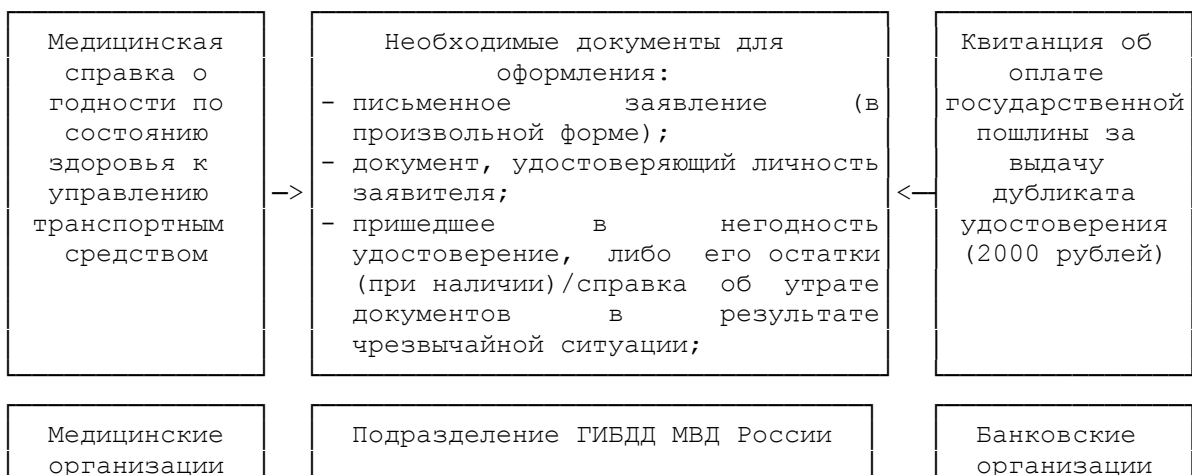 Медицинская
справка о
годности по
состоянию
здоровья к
управлению
транспортным
средством
Необходимые документы для
оформления:
- письменное заявление (в
произвольной форме);
- документ, удостоверяющий личность
заявителя;
- пришедшее в негодность
удостоверение, либо его остатки
(при наличии)/справка об утрате
документов в результате
чрезвычайной ситуации;
Квитанция об
оплате
государственной
пошлины за
выдачу
дубликата
удостоверения
(2000 рублей)
Медицинские
организации
Подразделение ГИБДД МВД России
Банковские
организации